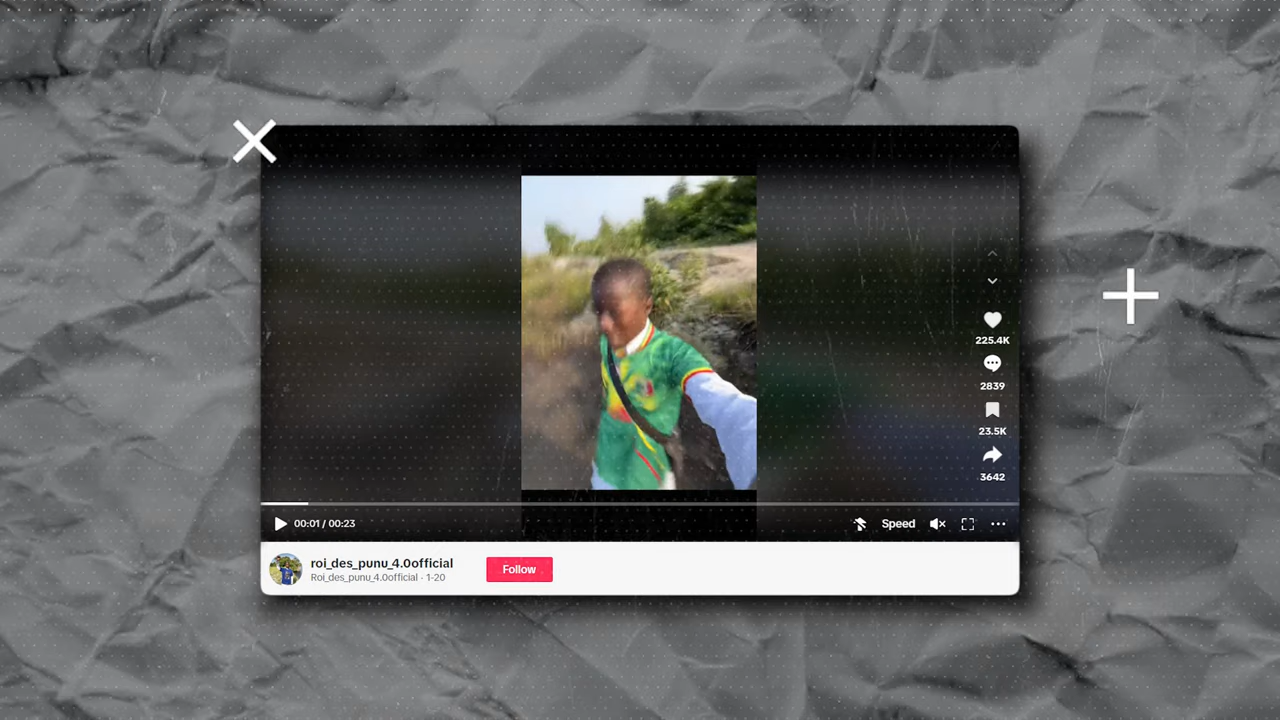 225.4K
2839
23.5K
3642
00:01 / 00:23
Speed
roi_des_punu_4.0official
Roi_des_punu_4.0official · 1-20
Follow